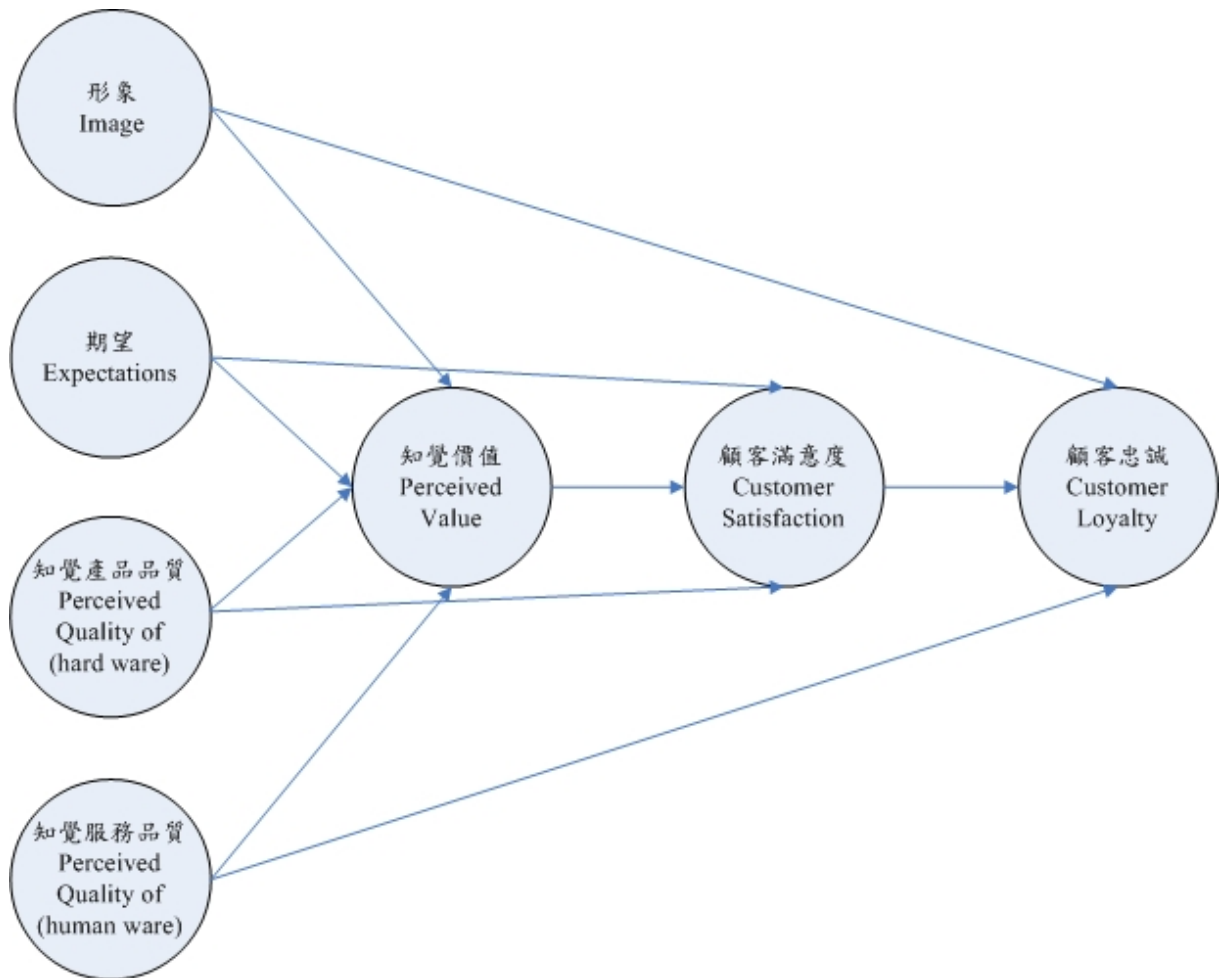 形象
Image
期望
Expectations
知覺價值
Perceived
Value
顧客滿意度
Customer
Satisfaction
顧客忠誠
Customer
Loyalty
知覺產品品質
Perceived
Quality of
(hard ware)
知覺服務品質
Perceived
Quality of
(human ware)